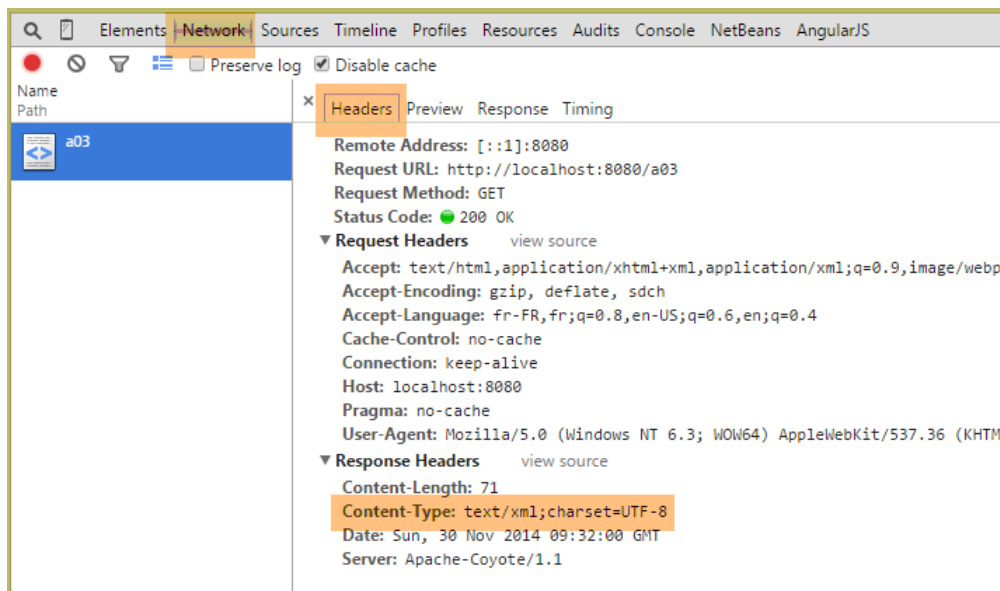 Elements Network Sources Timeline Profiles Resources Audits Console NetBeans AngularJS
Preserve log Disable cache
Name
Path
a03
× Headers Preview Response Timing
Remote Address: [::1]:8080
Request URL: http://localhost:8080/a03
Request Method: GET
Status Code: 200 OK
▼ Request Headers view source
Accept: text/html,application/xhtml+xml,application/xml;q=0.9,image/webp
Accept-Encoding: gzip, deflate, sdch
Accept-Language: fr-FR,fr;q=0.8,en-US;q=0.6,en;q=0.4
Cache-Control: no-cache
Connection: keep-alive
Host: localhost:8080
Pragma: no-cache
User-Agent: Mozilla/5.0 (Windows NT 6.3; WOW64) AppleWebKit/537.36 (KHTM
▼ Response Headers view source
Content-Length: 71
Content-Type: text/xml;charset=UTF-8
Date: Sun, 30 Nov 2014 09:32:00 GMT
Server: Apache-Coyote/1.1